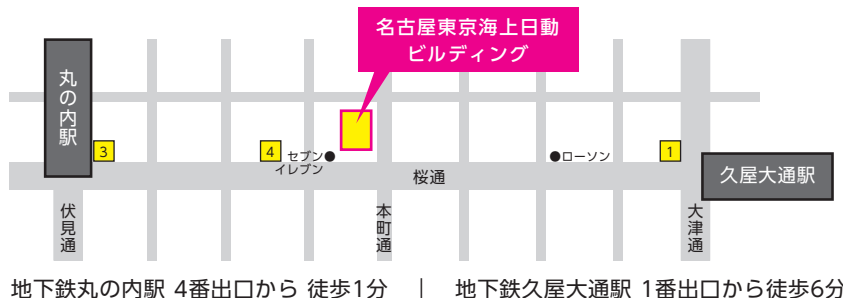 名古屋東京海上日動
ビルディング
丸の内駅
3
4
セブン
イレブン
ローソン
1
桜通
久屋大通駅
伏見通
本町通
大津通
地下鉄丸の内駅 4番出口から 徒歩1分 | 地下鉄久屋大通駅 1番出口から徒歩6分